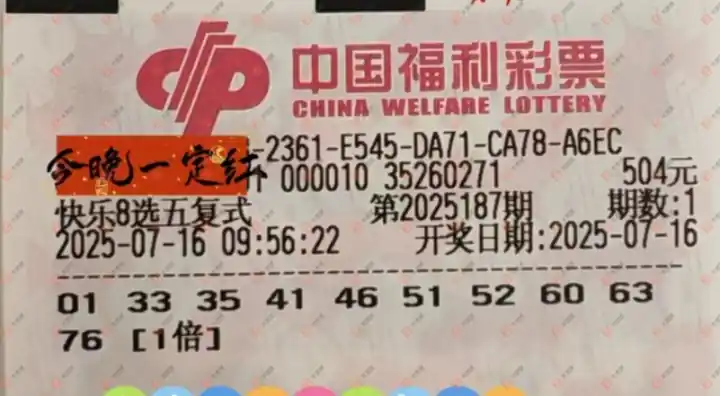 中国福利彩票
CHINA WELFARE LOTTERY
-2361-E545-DA71-CA78-A6EC
今晚一定红
000010 35260271 504元
快乐8选五复式 第2025187期 期数:1
2025-07-16 09:56:22 开奖日期:2025-07-16
01 33 35 41 46 51 52 60 63
76 [1倍]